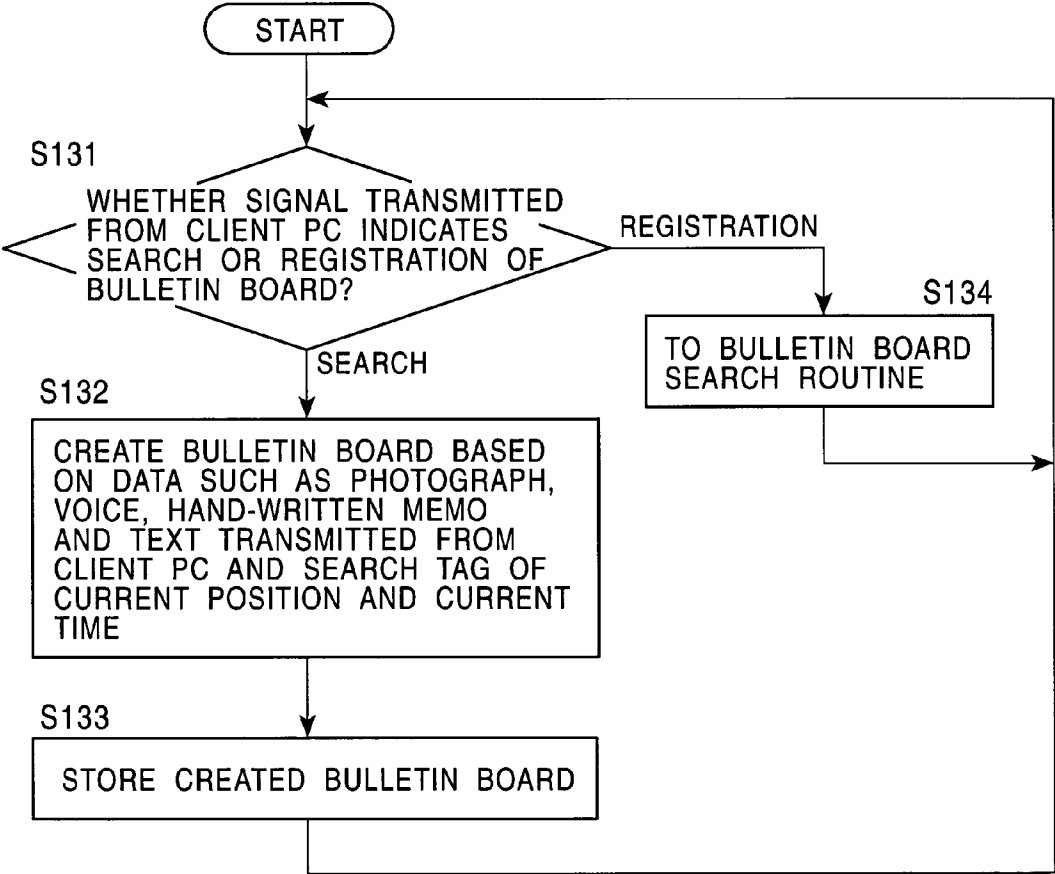 START
S131
WHETHER SIGNAL TRANSMITTED
FROM CLIENT PC INDICATES
SEARCH OR REGISTRATION OF
BULLETIN BOARD?
REGISTRATION
S134
TO BULLETIN BOARD
SEARCH ROUTINE
SEARCH
S132
CREATE BULLETIN BOARD BASED
ON DATA SUCH AS PHOTOGRAPH,
VOICE, HAND-WRITTEN MEMO
AND TEXT TRANSMITTED FROM
CLIENT PC AND SEARCH TAG OF
CURRENT POSITION AND CURRENT
TIME
S133
STORE CREATED BULLETIN BOARD